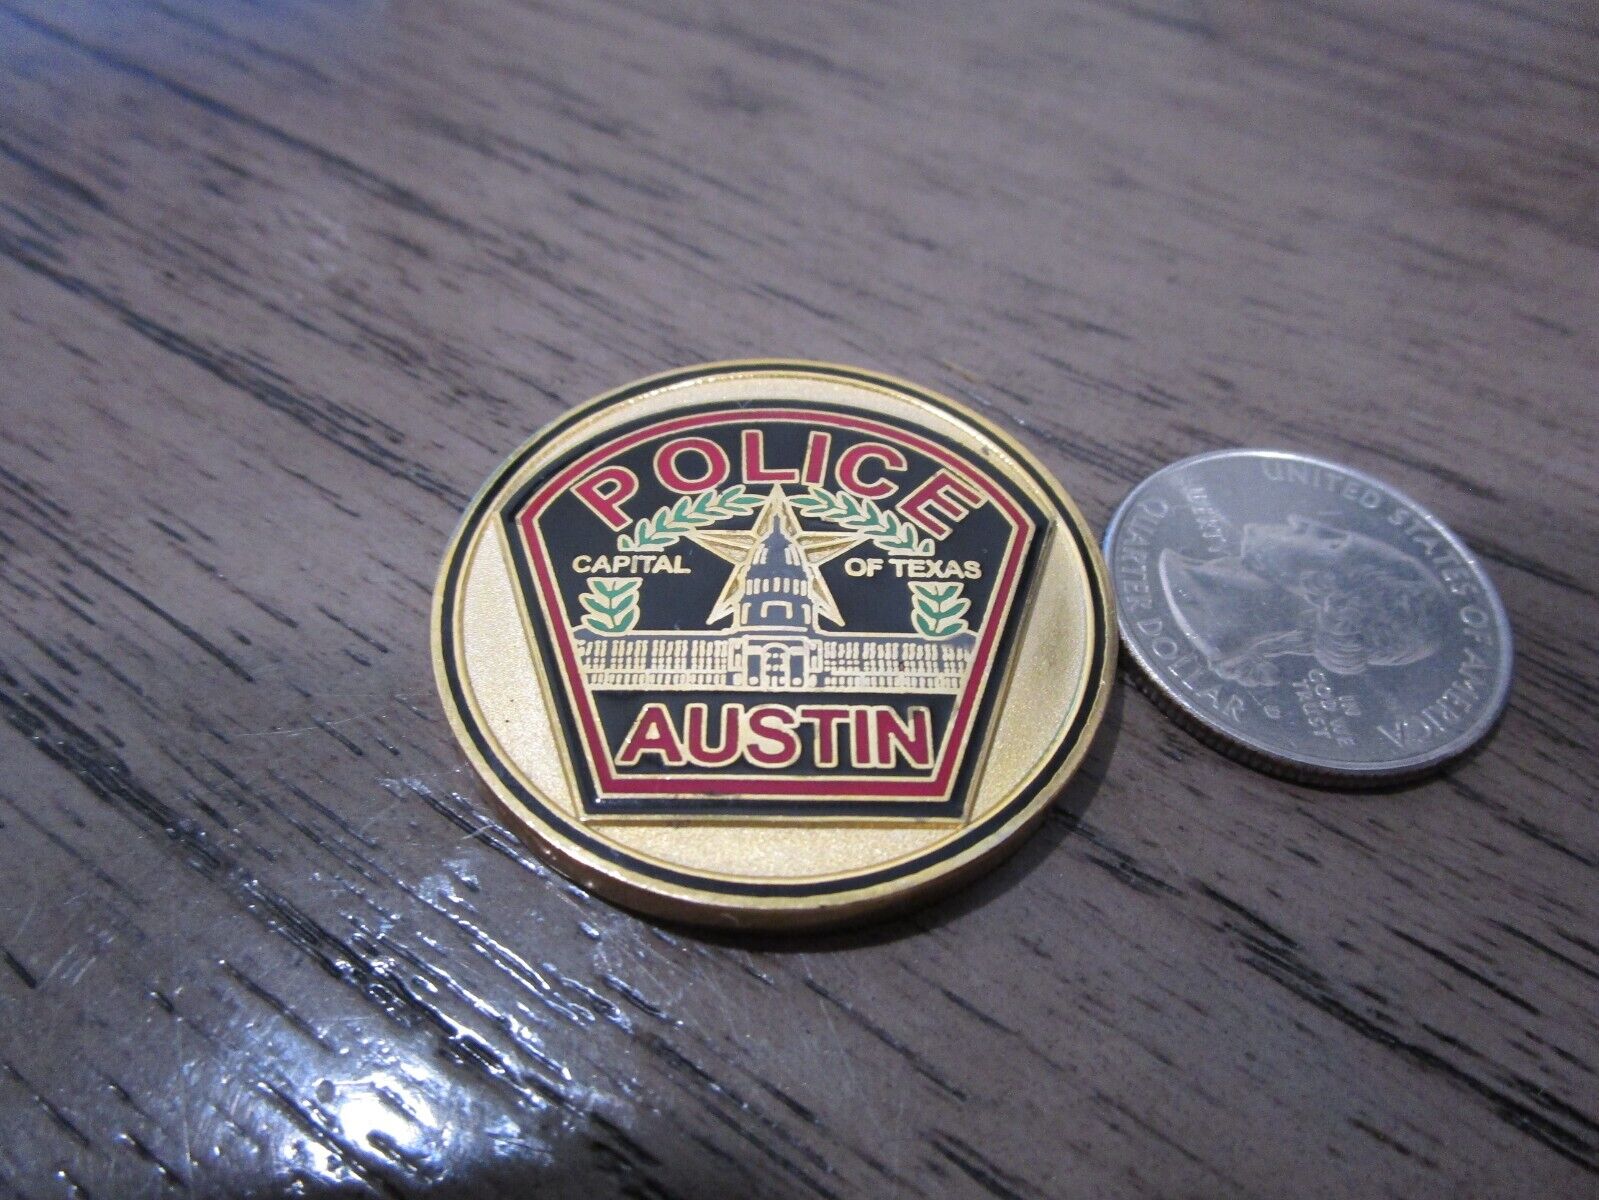 POLICE
CAPITAL OF TEXAS
AUSTIN
UNITED STATES OF AMERICA
LIBERTY
IN
GOD WE
TRUST
QUARTER DOLLAR